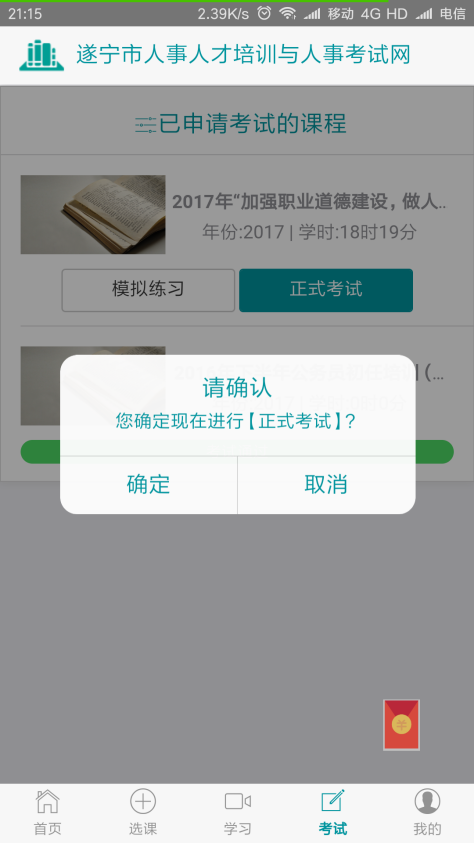 21:15
2.39K/s 移动 4G HD 电信
遂宁市人事人才培训与人事考试网
已申请考试的课程
2017年“加强职业道德建设，做人..
年份:2017 | 学时:18时19分
模拟练习
正式考试
请确认
您确定现在进行【正式考试】?
确定
取消
首页
选课
学习
考试
我的